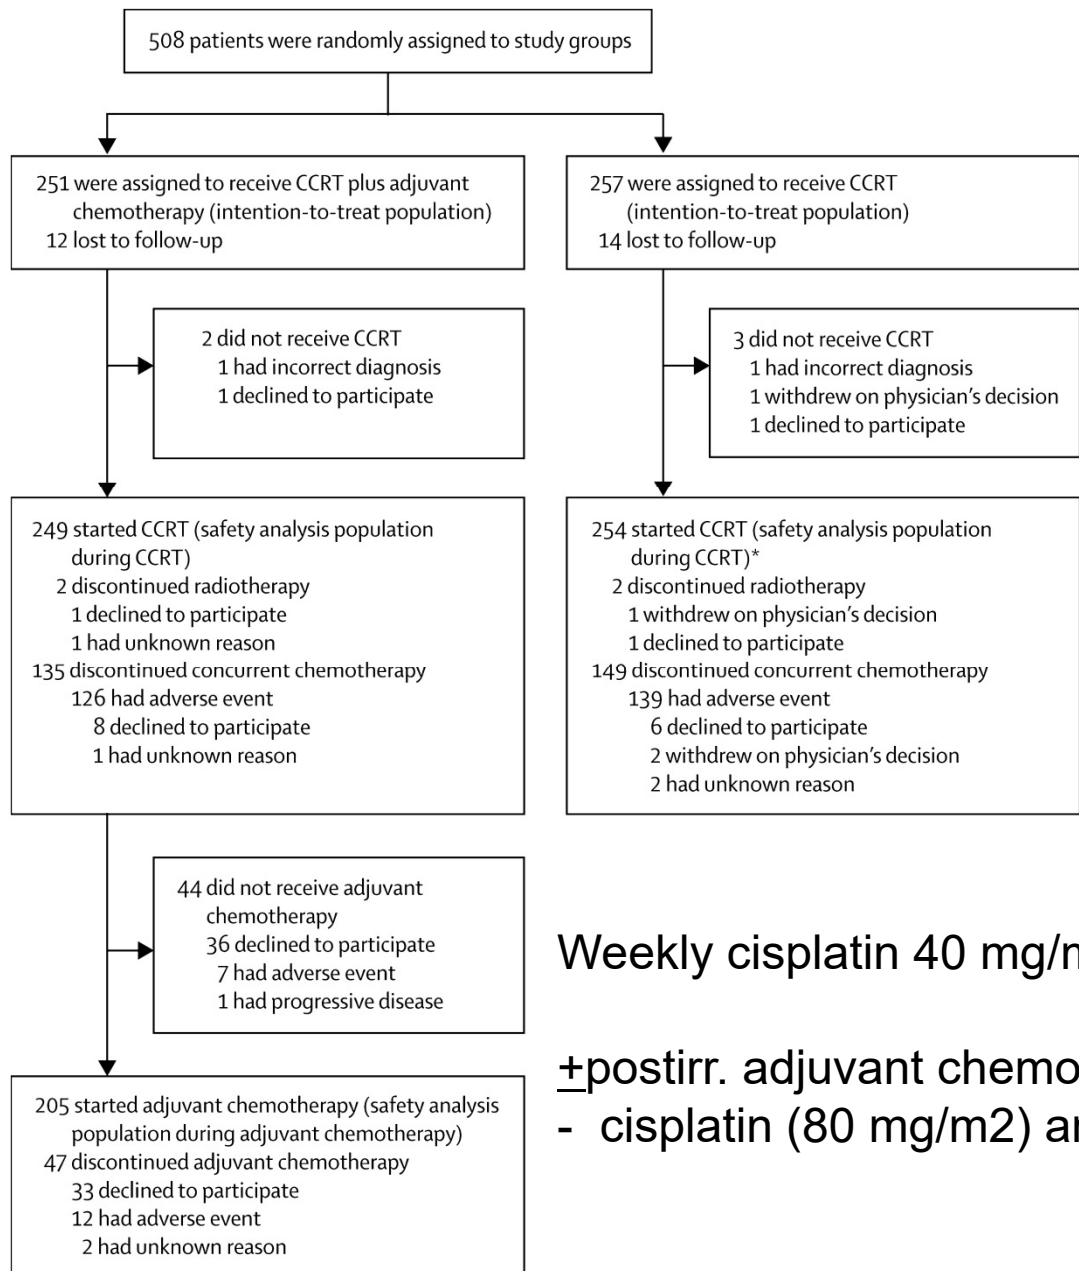 508 patients were randomly assigned to study groups
251 were assigned to receive CCRT plus adjuvant
chemotherapy (intention-to-treat population)
12 lost to follow-up
257 were assigned to receive CCRT
(intention-to-treat population)
14 lost to follow-up
2 did not receive CCRT
1 had incorrect diagnosis
1 declined to participate
3 did not receive CCRT
1 had incorrect diagnosis
1 withdrew on physician's decision
1 declined to participate
249 started CCRT (safety analysis population
during CCRT)
2 discontinued radiotherapy
1 declined to participate
1 had unknown reason
135 discontinued concurrent chemotherapy
126 had adverse event
8 declined to participate
1 had unknown reason
254 started CCRT (safety analysis population
during CCRT)*
2 discontinued radiotherapy
1 withdrew on physician's decision
1 declined to participate
149 discontinued concurrent chemotherapy
139 had adverse event
6 declined to participate
2 withdrew on physician's decision
2 had unknown reason
44 did not receive adjuvant
chemotherapy
36 declined to participate
7 had adverse event
1 had progressive disease
Weekly cisplatin 40 mg/m
+postirr. adjuvant chemo
- cisplatin (80 mg/m2) a
205 started adjuvant chemotherapy (safety analysis
population during adjuvant chemotherapy)
47 discontinued adjuvant chemotherapy
33 declined to participate
12 had adverse event
2 had unknown reason